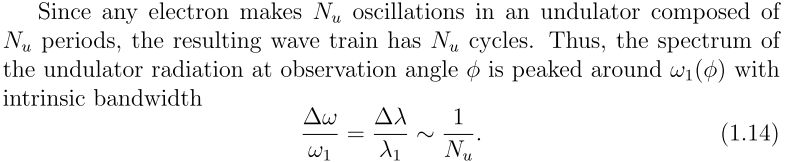 Since any electron makes $N_u$ oscillations in an undulator composed of
$N_u$ periods, the resulting wave train has $N_u$ cycles. Thus, the spectrum of
the undulator radiation at observation angle $\phi$ is peaked around $\omega_1(\phi)$ with
intrinsic bandwidth
$\frac{\Delta\omega}{\omega_1} = \frac{\Delta\lambda}{\lambda_1} \sim \frac{1}{N_u}.$ (1.14)